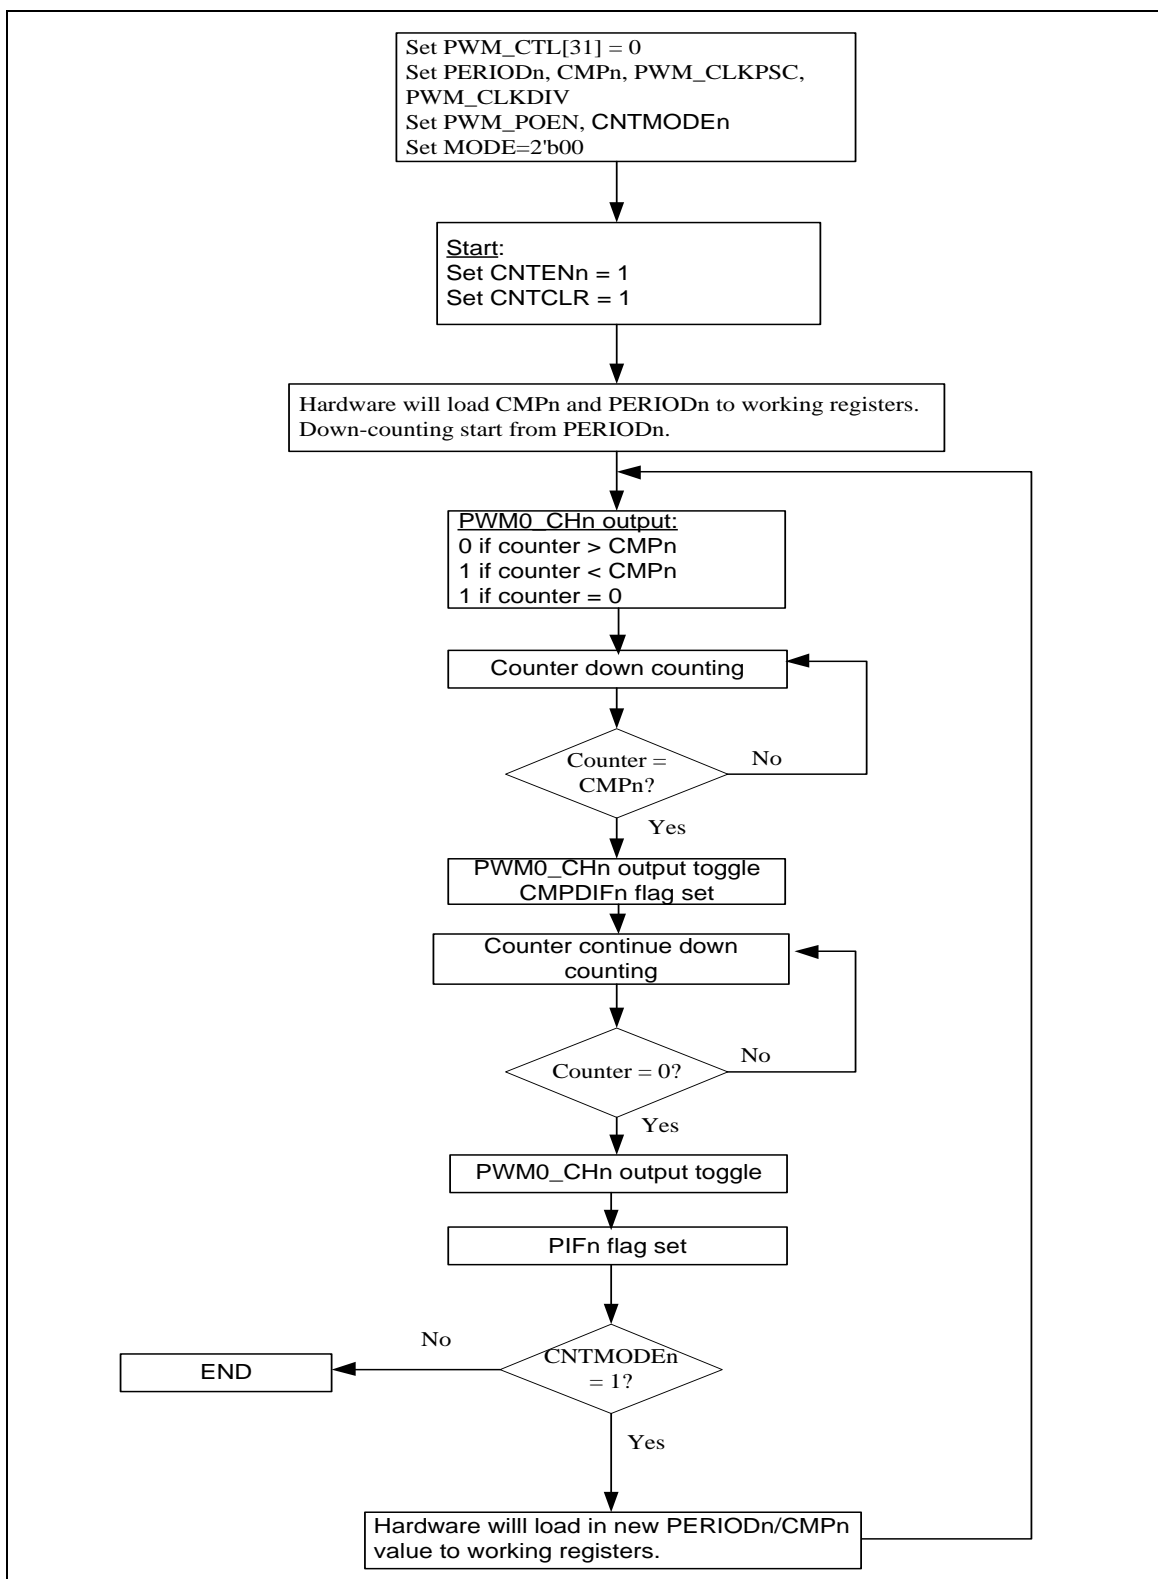 Set PWM_CTL[31] = 0
Set PERIODn, CMPn, PWM_CLKPSC,
PWM_CLKDIV
Set PWM_POEN, CNTMODEn
Set MODE=2'b00
Start:
Set CNTENn = 1
Set CNTCLR = 1
Hardware will load CMPn and PERIODn to working registers.
Down-counting start from PERIODn.
PWM0_CHn output:
0 if counter > CMPn
1 if counter < CMPn
1 if counter = 0
Counter down counting
Counter =
CMPn?
No
Yes
PWM0_CHn output toggle
CMPDIFn flag set
Counter continue down
counting
Counter = 0?
No
Yes
PWM0_CHn output toggle
PIFn flag set
CNTMODEn
= 1?
No
END
Yes
Hardware willl load in new PERIODn/CMPn
value to working registers.